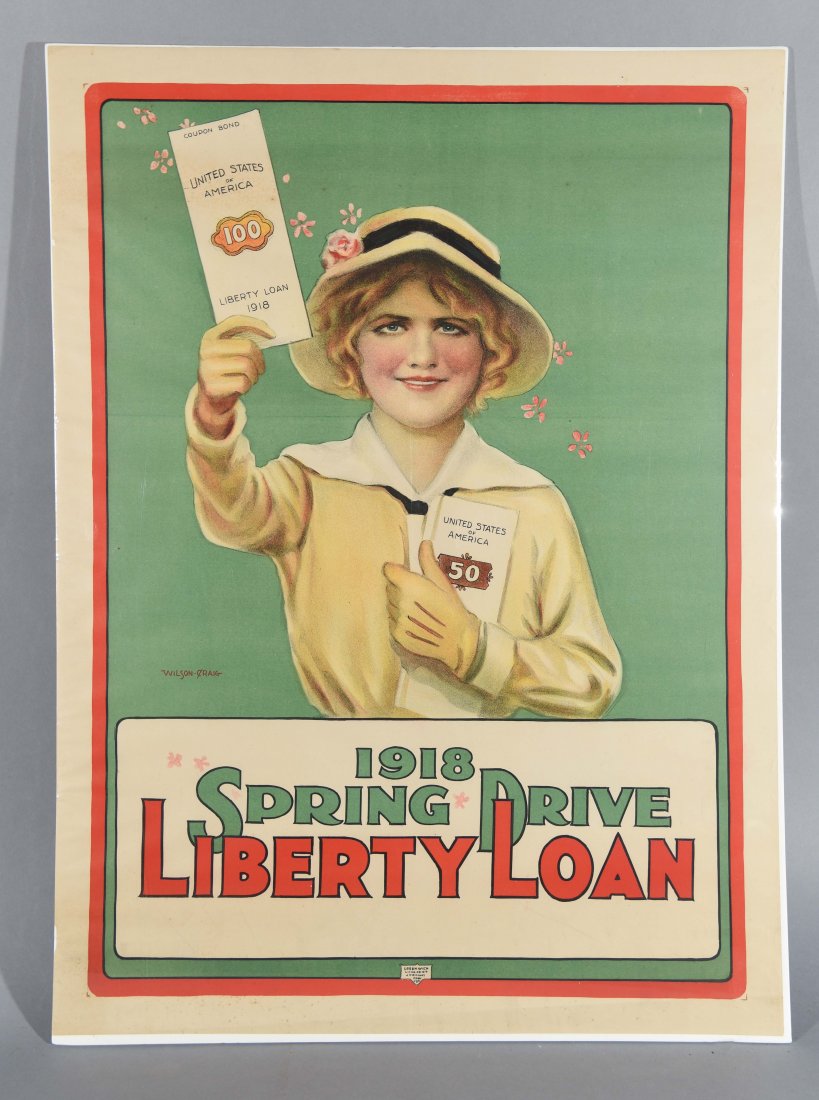 COUPON BOND
UNITED STATES
OF
AMERICA
100
LIBERTY LOAN
1918
UNITED STATES
OF
AMERICA
50
WILSON-CRAIG
1918
SPRING DRIVE
LIBERTY LOAN